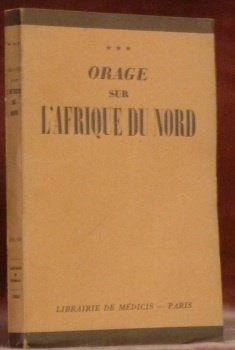 ★★★
ORAGE
SUR
L'AFRIQUE DU NORD
LIBRAIRIE DE MÉDICIS — PARIS